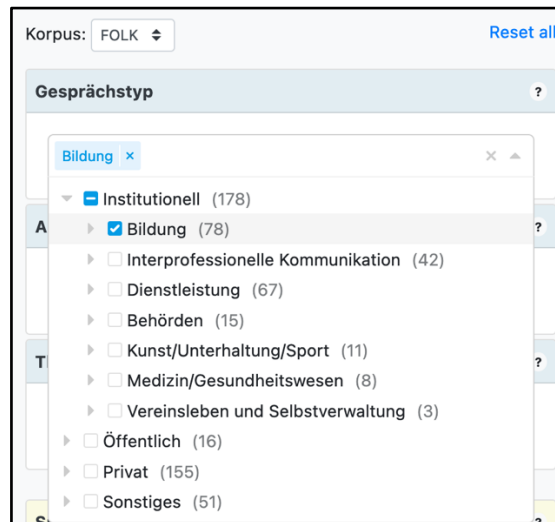 Korpus: FOLK Reset all
Gesprächstyp ?
Bildung × ×
Institutionell (178)
A Bildung (78) ?
Interprofessionelle Kommunikation (42)
Dienstleistung (67)
Behörden (15)
Kunst/Unterhaltung/Sport (11)
Medizin/Gesundheitswesen (8)
Vereinsleben und Selbstverwaltung (3)
Öffentlich (16)
Privat (155)
Sonstiges (51)